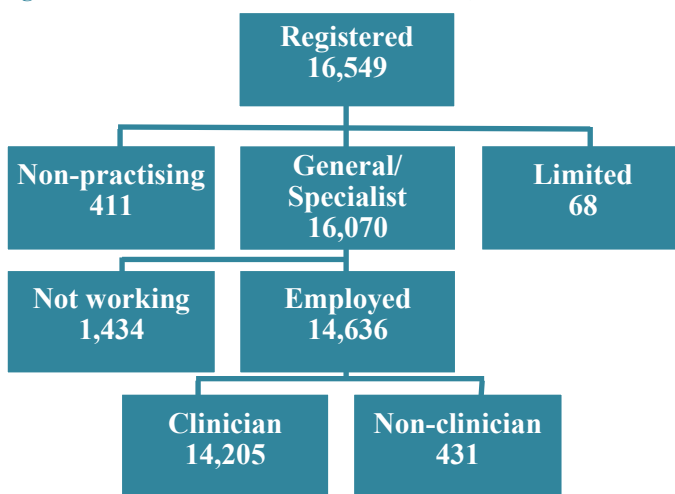 Registered
16,549
Non-practising
411
General/
Specialist
16,070
Limited
68
Not working
1,434
Employed
14,636
Clinician
14,205
Non-clinician
431